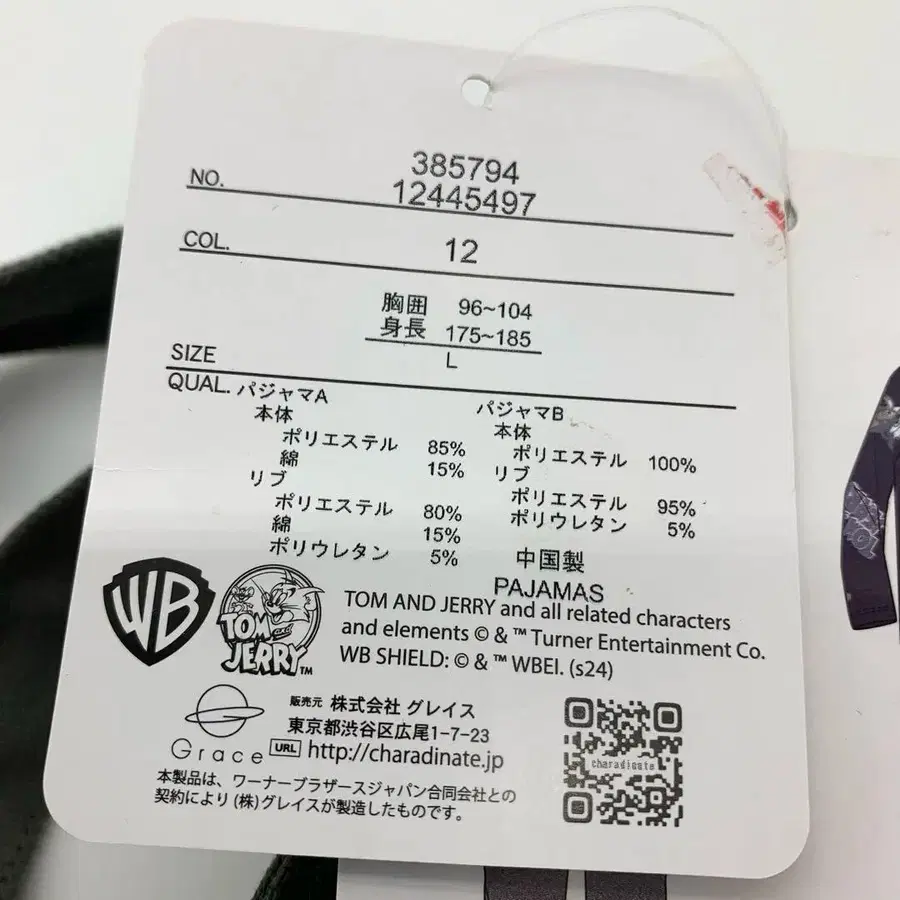 385794
NO. 12445497
COL. 12
胸囲 96~104
身長 175~185
SIZE L
QUAL. パジャマA
本体
ポリエステル 85%
綿 15%
リブ
ポリエステル 80%
綿 15%
ポリウレタン 5%
パジャマB
本体
ポリエステル 100%
リブ
ポリエステル 95%
ポリウレタン 5%
中国製
PAJAMAS
WB
TOM AND JERRY™
TOM AND JERRY and all related characters
and elements © & ™ Turner Entertainment Co.
WB SHIELD: © & ™ WBEI. (s24)
Grace
販売元 株式会社 グレイス
東京都渋谷区広尾1-7-23
URL http://charadinate.jp
charadinate
本製品は、ワーナーブラザースジャパン合同会社との
契約により(株)グレイスが製造したものです。